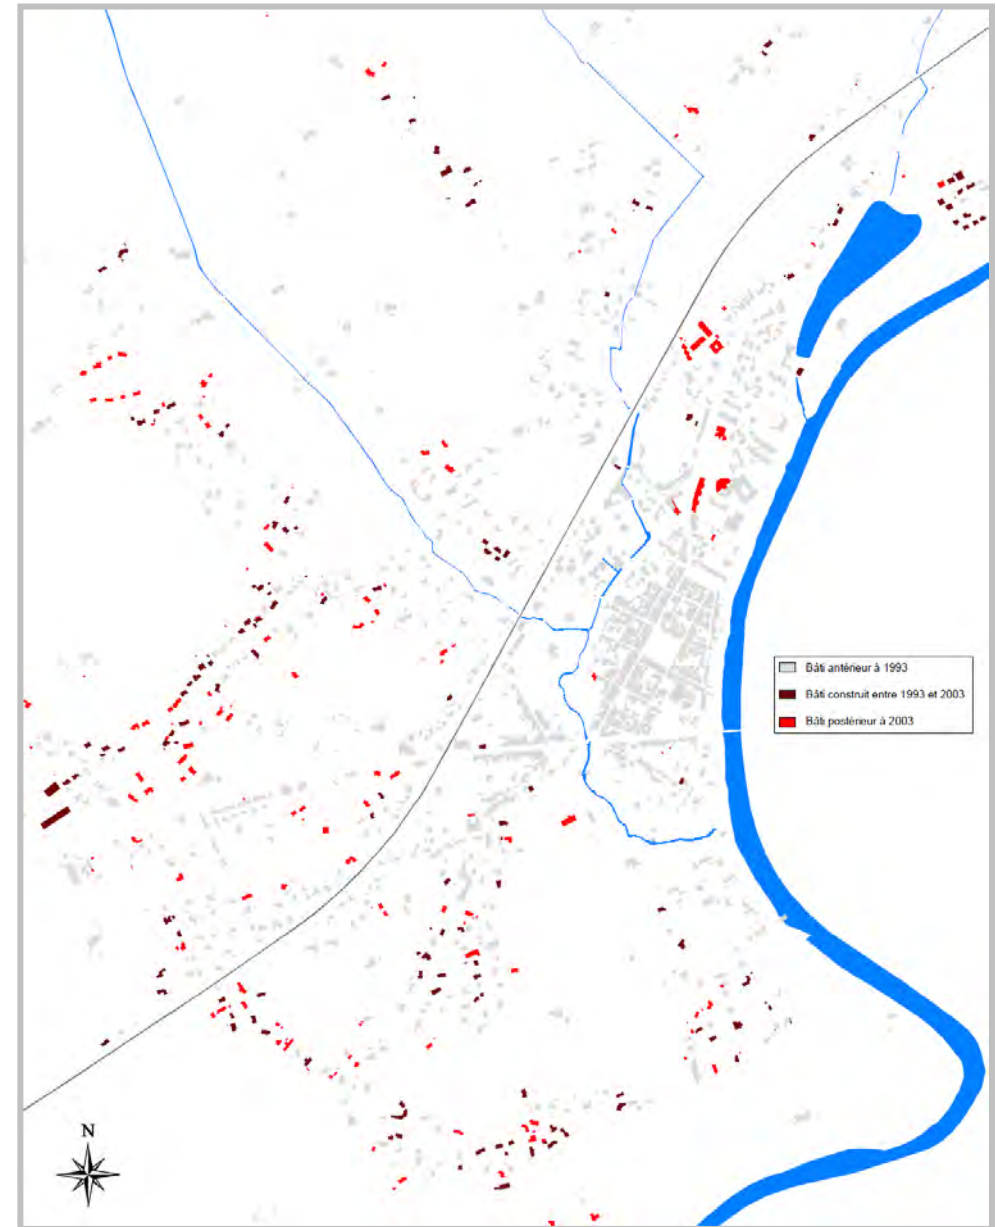 Bâti antérieur à 1993
Bâti construit entre 1993 et 2003
Bâti postérieur à 2003
N